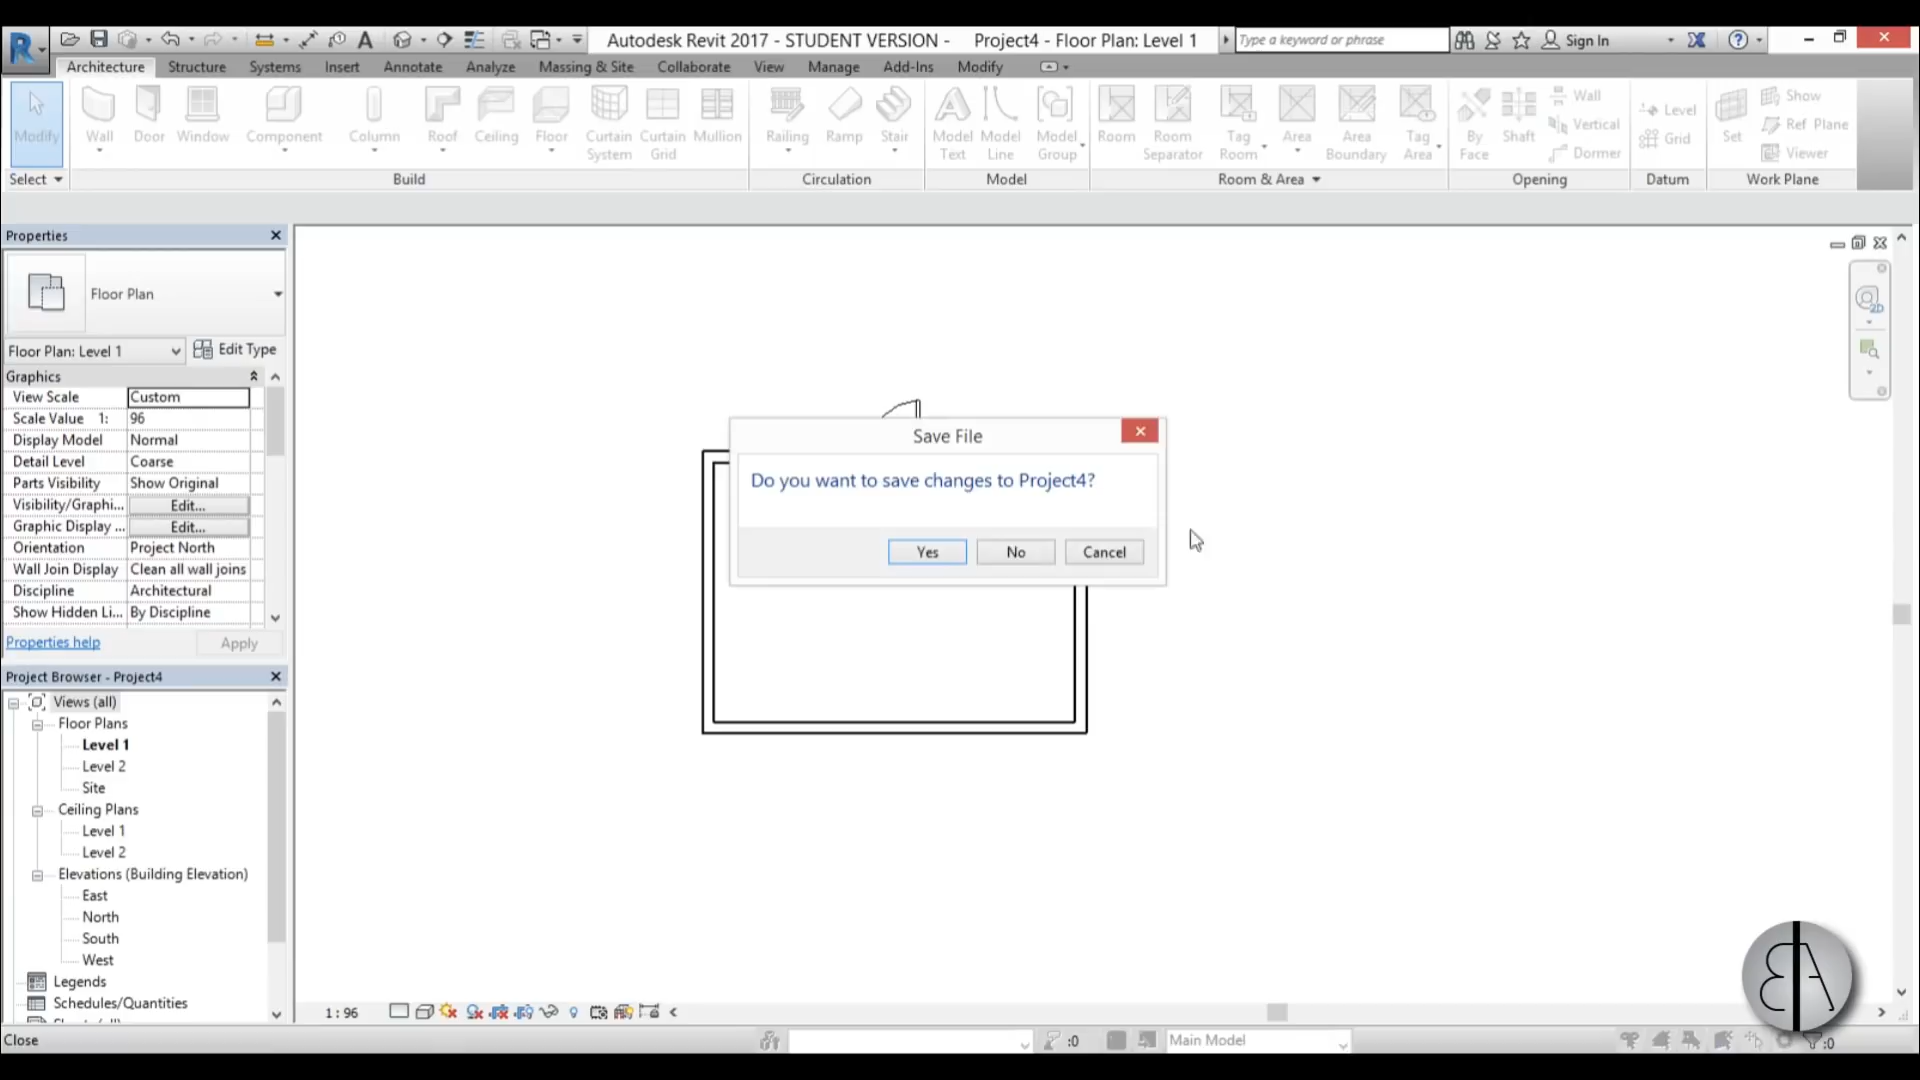 Autodesk Revit 2017 - STUDENT VERSION - Project4 - Floor Plan: Level 1
Type a keyword or phrase
Sign In
Architecture Structure Systems Insert Annotate Analyze Massing & Site Collaborate View Manage Add-Ins Modify
Modify
Wall
Door
Window
Component
Column
Roof
Ceiling
Floor
Curtain System
Curtain Grid
Mullion
Railing
Ramp
Stair
Model Text
Model Line
Model Group
Room
Room Separator
Tag Room
Area
Area Boundary
Tag Area
By Face
Shaft
Wall
Vertical
Dormer
Level
Grid
Set
Show
Ref Plane
Viewer
Select Build Circulation Model Room & Area Opening Datum Work Plane
Properties
Floor Plan
Floor Plan: Level 1 Edit Type
Graphics
View Scale Custom
Scale Value 1: 96
Display Model Normal
Detail Level Coarse
Parts Visibility Show Original
Visibility/Graphi... Edit...
Graphic Display ... Edit...
Orientation Project North
Wall Join Display Clean all wall joins
Discipline Architectural
Show Hidden Li... By Discipline
Properties help Apply
Project Browser - Project4
Views (all)
Floor Plans
Level 1
Level 2
Site
Ceiling Plans
Level 1
Level 2
Elevations (Building Elevation)
East
North
South
West
Legends
Schedules/Quantities
Save File
Do you want to save changes to Project4?
Yes No Cancel
2D
1 : 96
Close
:0
Main Model
:0